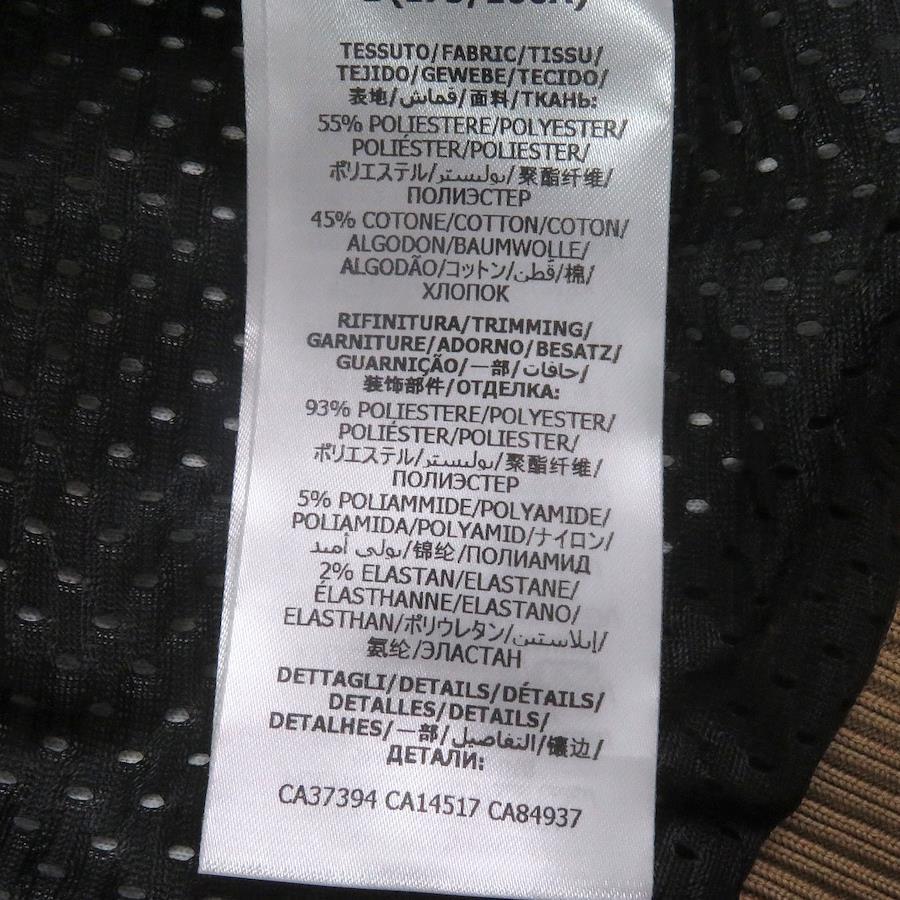 TESSUTO/FABRIC/TISSU/
TEJIDO/GEWEBE/TECIDO/
表地/قماش/面料/ТКАНЬ:
55% POLIESTERE/POLYESTER/
POLIÉSTER/POLIESTER/
ポリエステル/بوليستر/聚酯纤维/
ПОЛИЭСТЕР
45% COTONE/COTTON/COTON/
ALGODON/BAUMWOLLE/
ALGODÃO/コットン/قُطن/棉/
ХЛОПОК
RIFINITURA/TRIMMING/
GARNITURE/ADORNO/BESATZ/
GUARNIÇÃO/一部/حافات/
装饰部件/ОТДЕЛКА:
93% POLIESTERE/POLYESTER/
POLIÉSTER/POLIESTER/
ポリエステル/بوليستر/聚酯纤维/
ПОЛИЭСТЕР
5% POLIAMMIDE/POLYAMIDE/
POLIAMIDA/POLYAMID/ナイロン/
بولي أميد/锦纶/ПОЛИАМИД
2% ELASTAN/ELASTANE/
ÉLASTHANNE/ELASTANO/
ELASTHAN/ポリウレタン/إيلاستين/
氨纶/ЭЛАСТАН
DETTAGLI/DETAILS/DÉTAILS/
DETALLES/DETAILS/
DETALHES/一部/التفاصيل/镶边/
ДЕТАЛИ:
CA37394 CA14517 CA84937